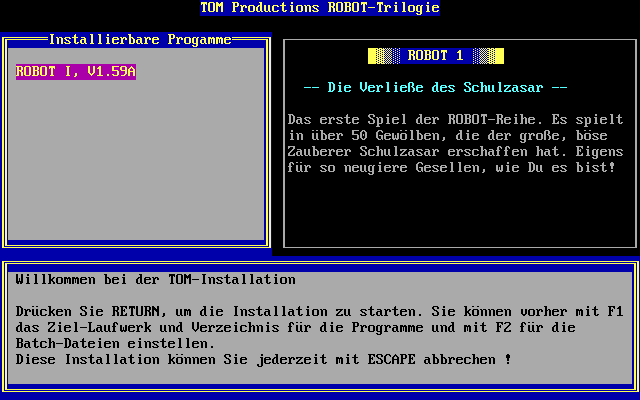 TOM Productions ROBOT-Trilogie
Installierbare Progamme
ROBOT I, V1.59A
ROBOT 1
-- Die Verließe des Schulzasar --
Das erste Spiel der ROBOT-Reihe. Es spielt
in über 50 Gewölben, die der große, böse
Zauberer Schulzasar erschaffen hat. Eigens
für so neugiere Gesellen, wie Du es bist!
Willkommen bei der TOM-Installation
Drücken Sie RETURN, um die Installation zu starten. Sie können vorher mit F1
das Ziel-Laufwerk und Verzeichnis für die Programme und mit F2 für die
Batch-Dateien einstellen.
Diese Installation können Sie jederzeit mit ESCAPE abbrechen !